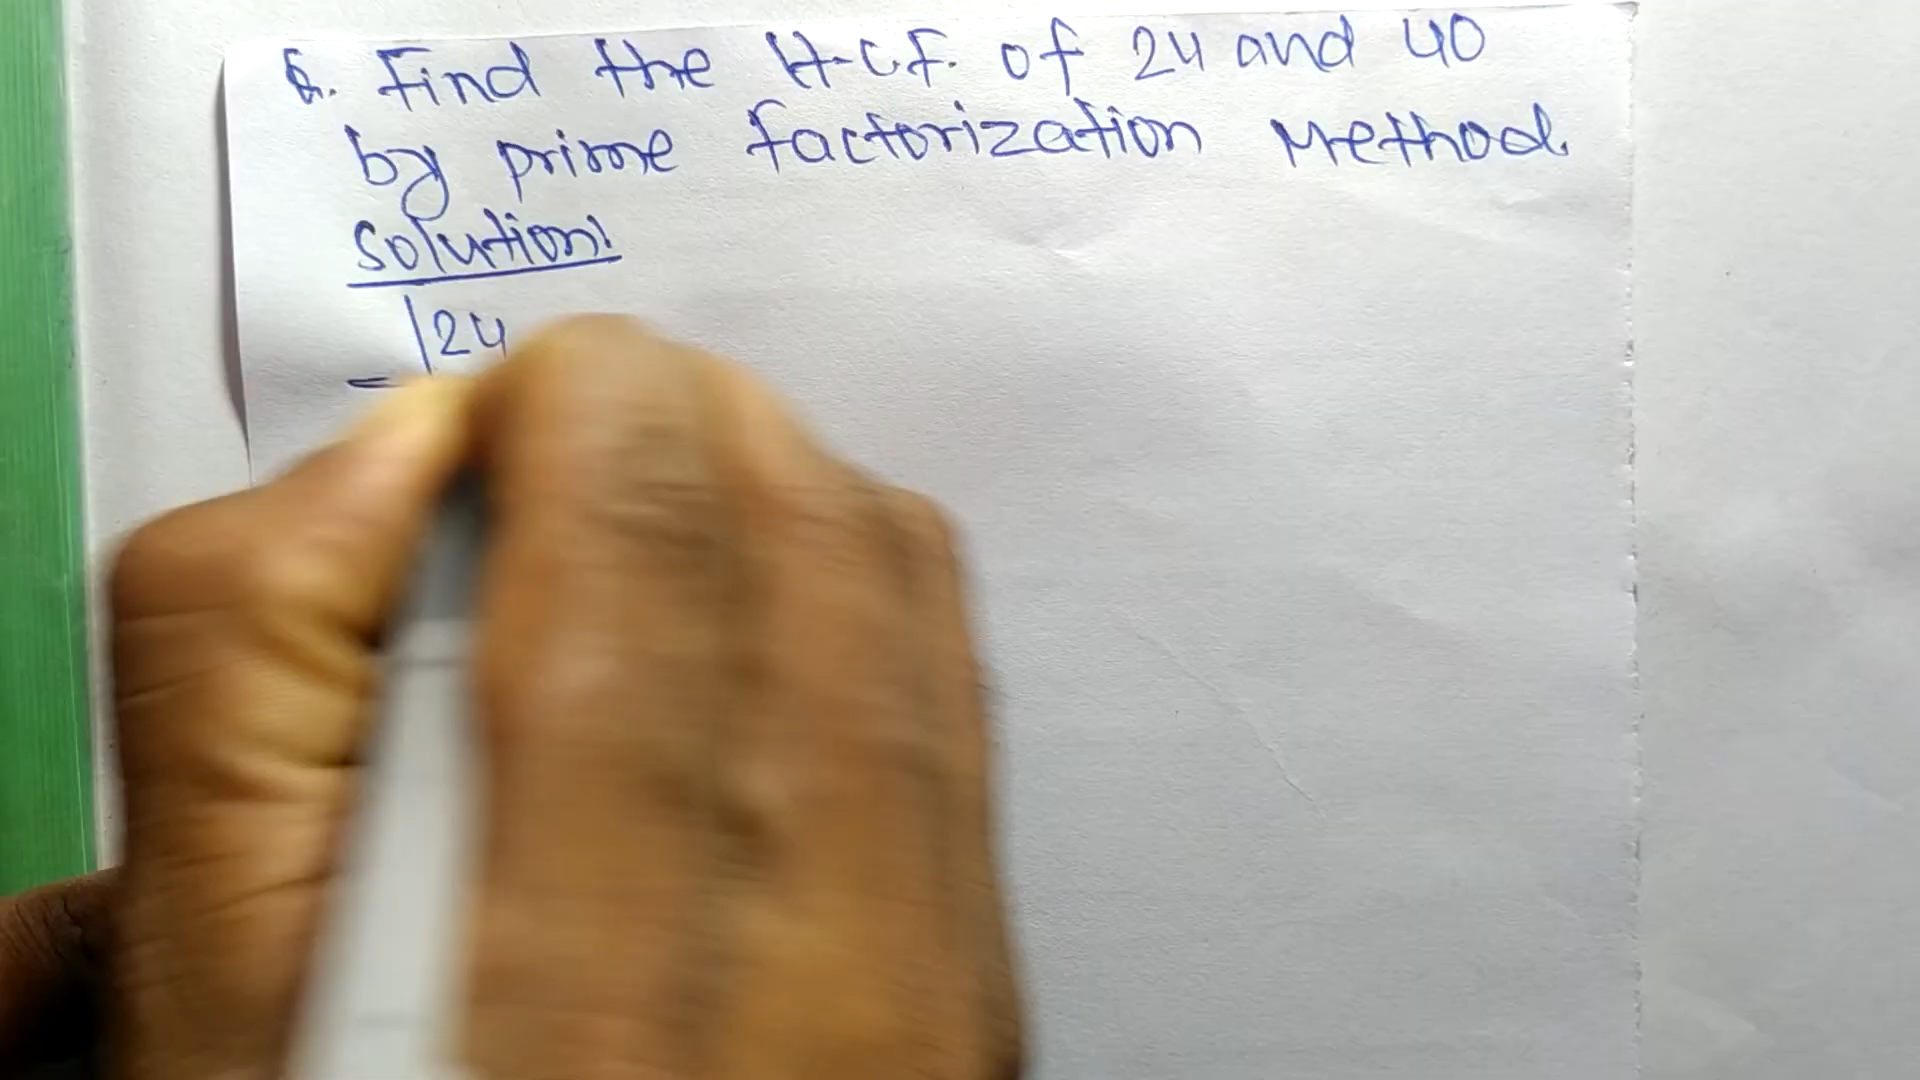 Q. Find the H.C.F. of 24 and 40
by prime factorization Method.
Solution:
24